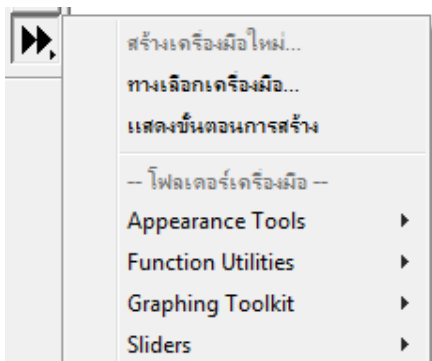 สร้างเครื่องมือใหม่...
ทางเลือกเครื่องมือ...
แสดงขั้นตอนการสร้าง
-- โฟลเดอร์เครื่องมือ --
Appearance Tools
Function Utilities
Graphing Toolkit
Sliders